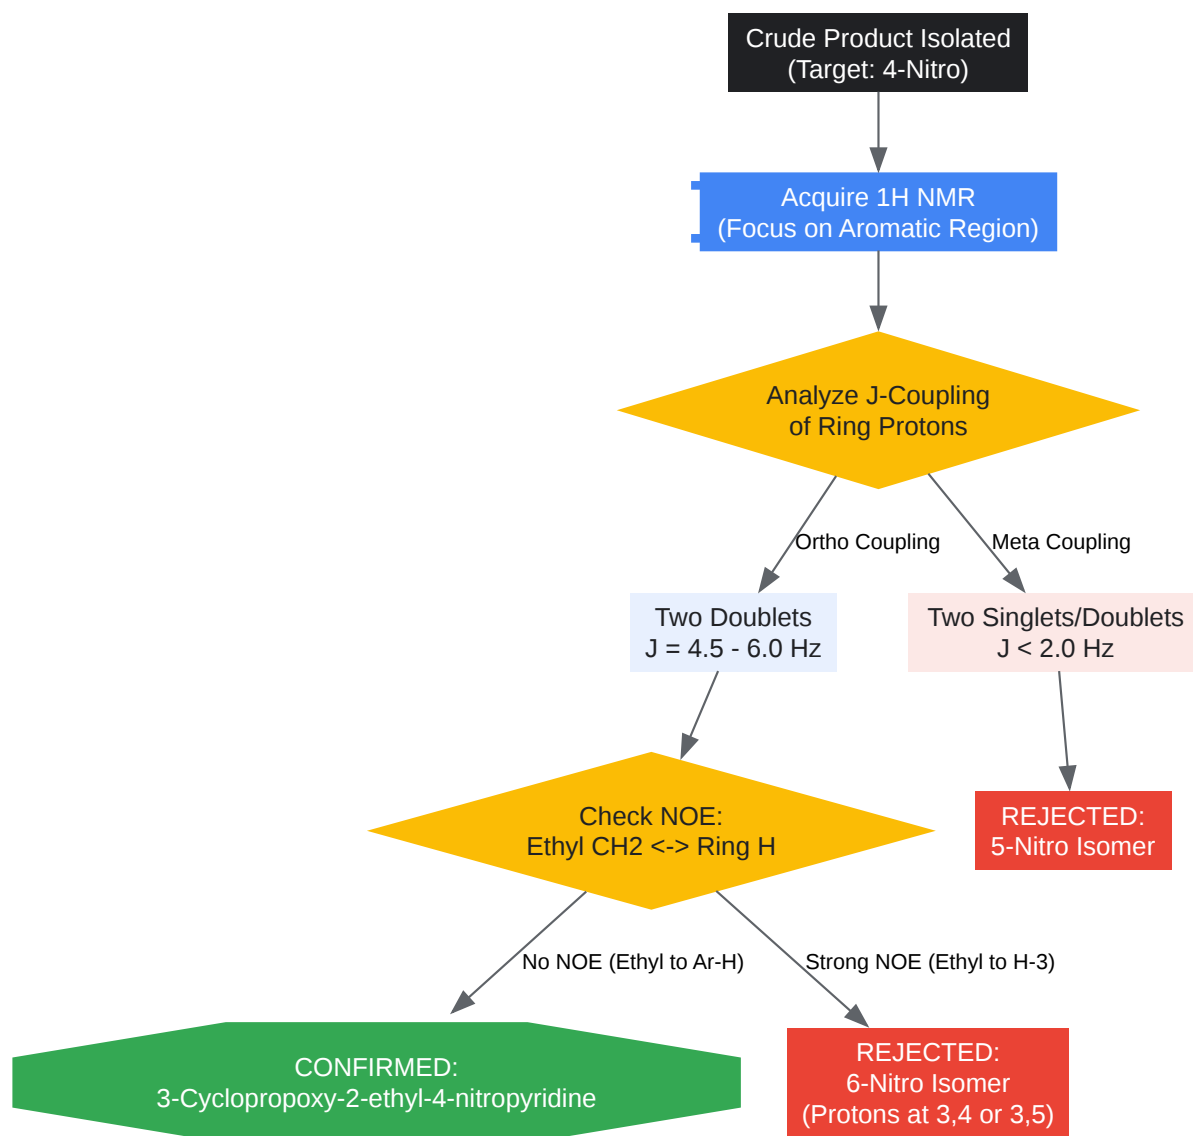 Crude Product Isolated
(Target: 4-Nitro)
Acquire 1H NMR
(Focus on Aromatic Region)
Analyze J-Coupling
of Ring Protons
Ortho Coupling
Meta Coupling
Two Doublets
J = 4.5 - 6.0 Hz
Two Singlets/Doublets
J < 2.0 Hz
Check NOE:
Ethyl CH2 <-> Ring H
REJECTED:
5-Nitro Isomer
No NOE (Ethyl to Ar-H)
Strong NOE (Ethyl to H-3)
CONFIRMED:
3-Cyclopropoxy-2-ethyl-4-nitropyridine
REJECTED:
6-Nitro Isomer
(Protons at 3,4 or 3,5)